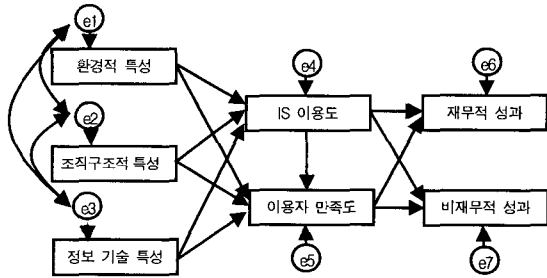 e1
환경적 특성
e2
조직구조적 특성
e3
정보 기술 특성
e4
IS 이용도
이용자 만족도
e5
e6
재무적 성과
비재무적 성과
e7